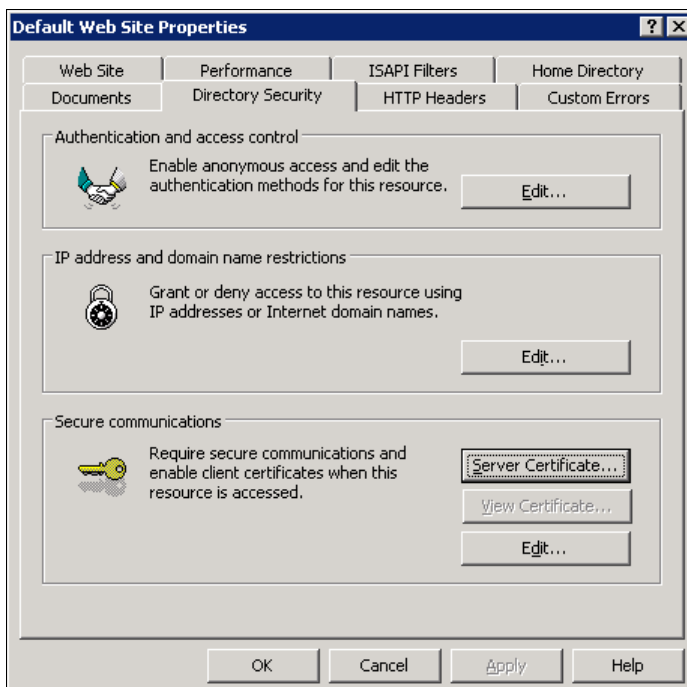 Default Web Site Properties
Web Site Performance ISAPI Filters Home Directory
Documents Directory Security HTTP Headers Custom Errors
Authentication and access control
Enable anonymous access and edit the
authentication methods for this resource.
Edit...
IP address and domain name restrictions
Grant or deny access to this resource using
IP addresses or Internet domain names.
Edit...
Secure communications
Require secure communications and
enable client certificates when this
resource is accessed.
Server Certificate...
View Certificate...
Edit...
OK Cancel Apply Help